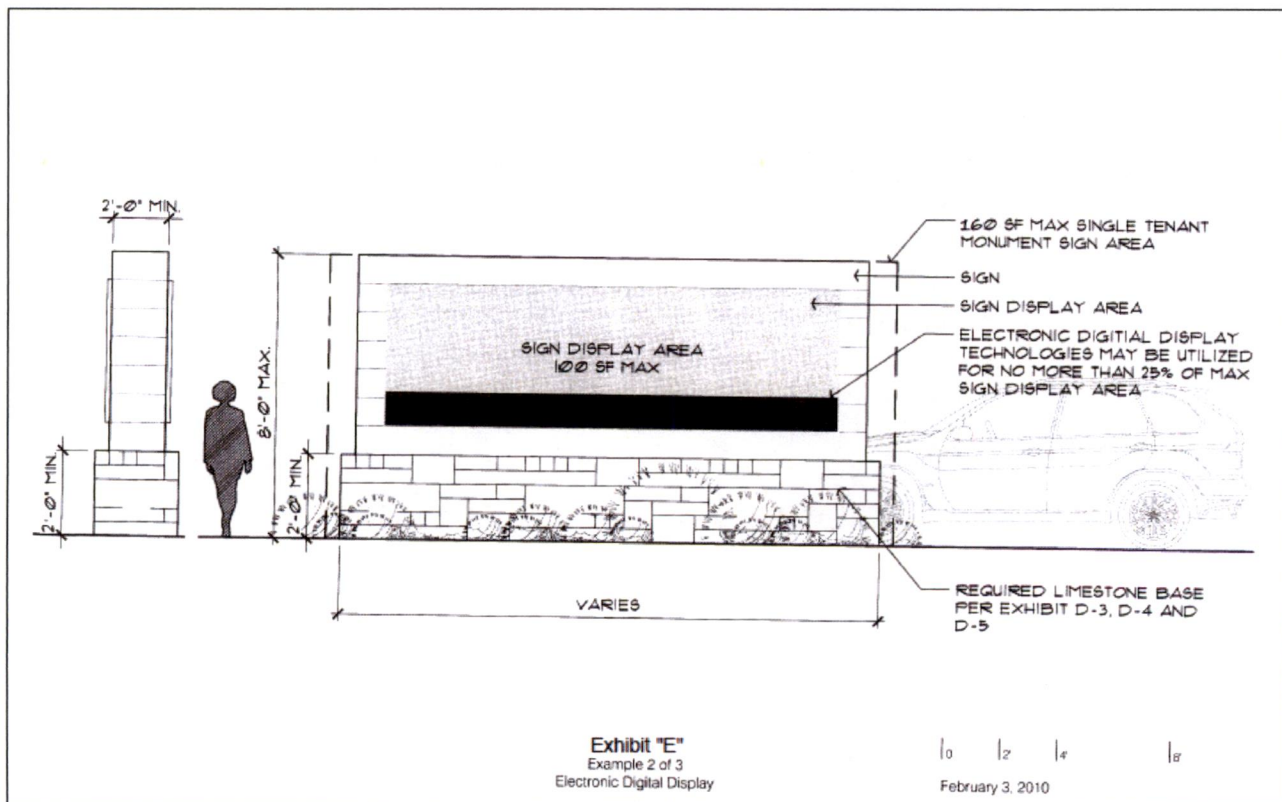 2'-0" MIN.
160 SF MAX SINGLE TENANT
MONUMENT SIGN AREA
SIGN
SIGN DISPLAY AREA
ELECTRONIC DIGITIAL DISPLAY
TECHNOLOGIES MAY BE UTILIZED
FOR NO MORE THAN 25% OF MAX
SIGN DISPLAY AREA
SIGN DISPLAY AREA
100 SF MAX
8'-0" MAX.
2'-0" MIN.
2'-0" MIN.
REQUIRED LIMESTONE BASE
PER EXHIBIT D-3, D-4 AND
D-5
VARIES
Exhibit "E"
Example 2 of 3
Electronic Digital Display
0 2' 4' 8'
February 3, 2010